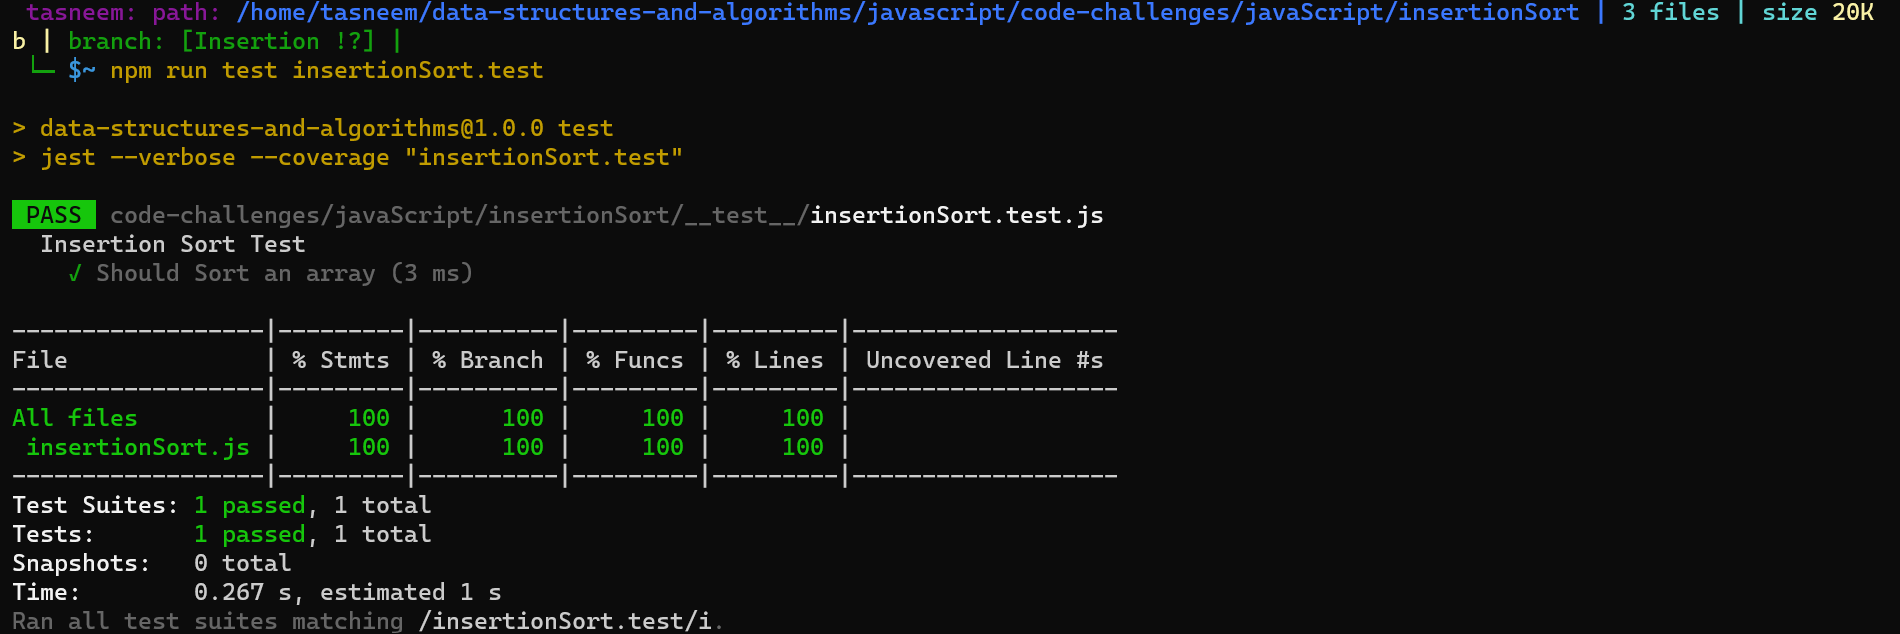 tasneem: path: /home/tasneem/data-structures-and-algorithms/javascript/code-challenges/javaScript/insertionSort | 3 files | size 20K
b | branch: [Insertion !?] |
└─ $~ npm run test insertionSort.test
> data-structures-and-algorithms@1.0.0 test
> jest --verbose --coverage "insertionSort.test"
PASS code-challenges/javaScript/insertionSort/__test__/insertionSort.test.js
Insertion Sort Test
√ Should Sort an array (3 ms)
------------------|---------|----------|---------|---------|-------------------
File              | % Stmts | % Branch | % Funcs | % Lines | Uncovered Line #s
------------------|---------|----------|---------|---------|-------------------
All files         |     100 |      100 |     100 |     100 |
 insertionSort.js |     100 |      100 |     100 |     100 |
------------------|---------|----------|---------|---------|-------------------
Test Suites: 1 passed, 1 total
Tests:       1 passed, 1 total
Snapshots:   0 total
Time:        0.267 s, estimated 1 s
Ran all test suites matching /insertionSort.test/i.